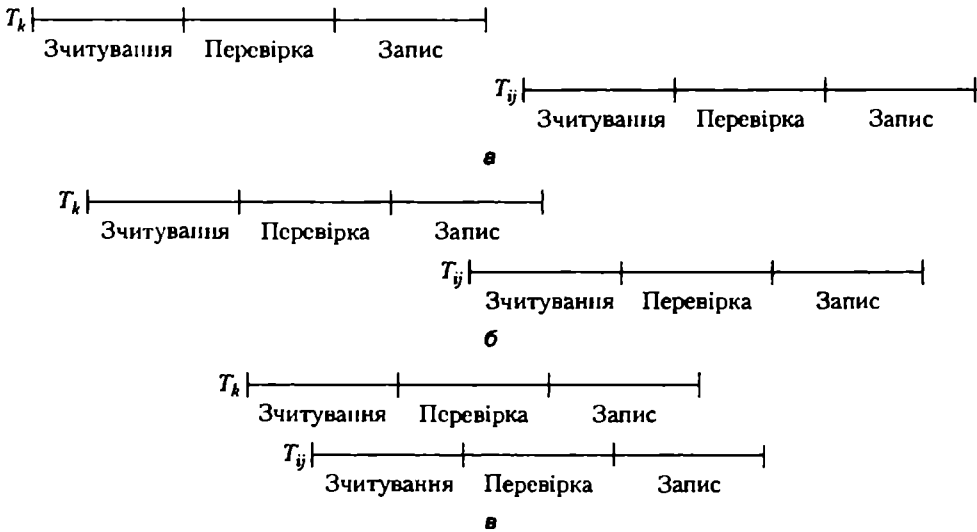 T_k
Зчитування Перевірка Запис
T_ij
Зчитування Перевірка Запис
а
T_k
Зчитування Перевірка Запис
T_ij
Зчитування Перевірка Запис
б
T_k
Зчитування Перевірка Запис
T_ij
Зчитування Перевірка Запис
в